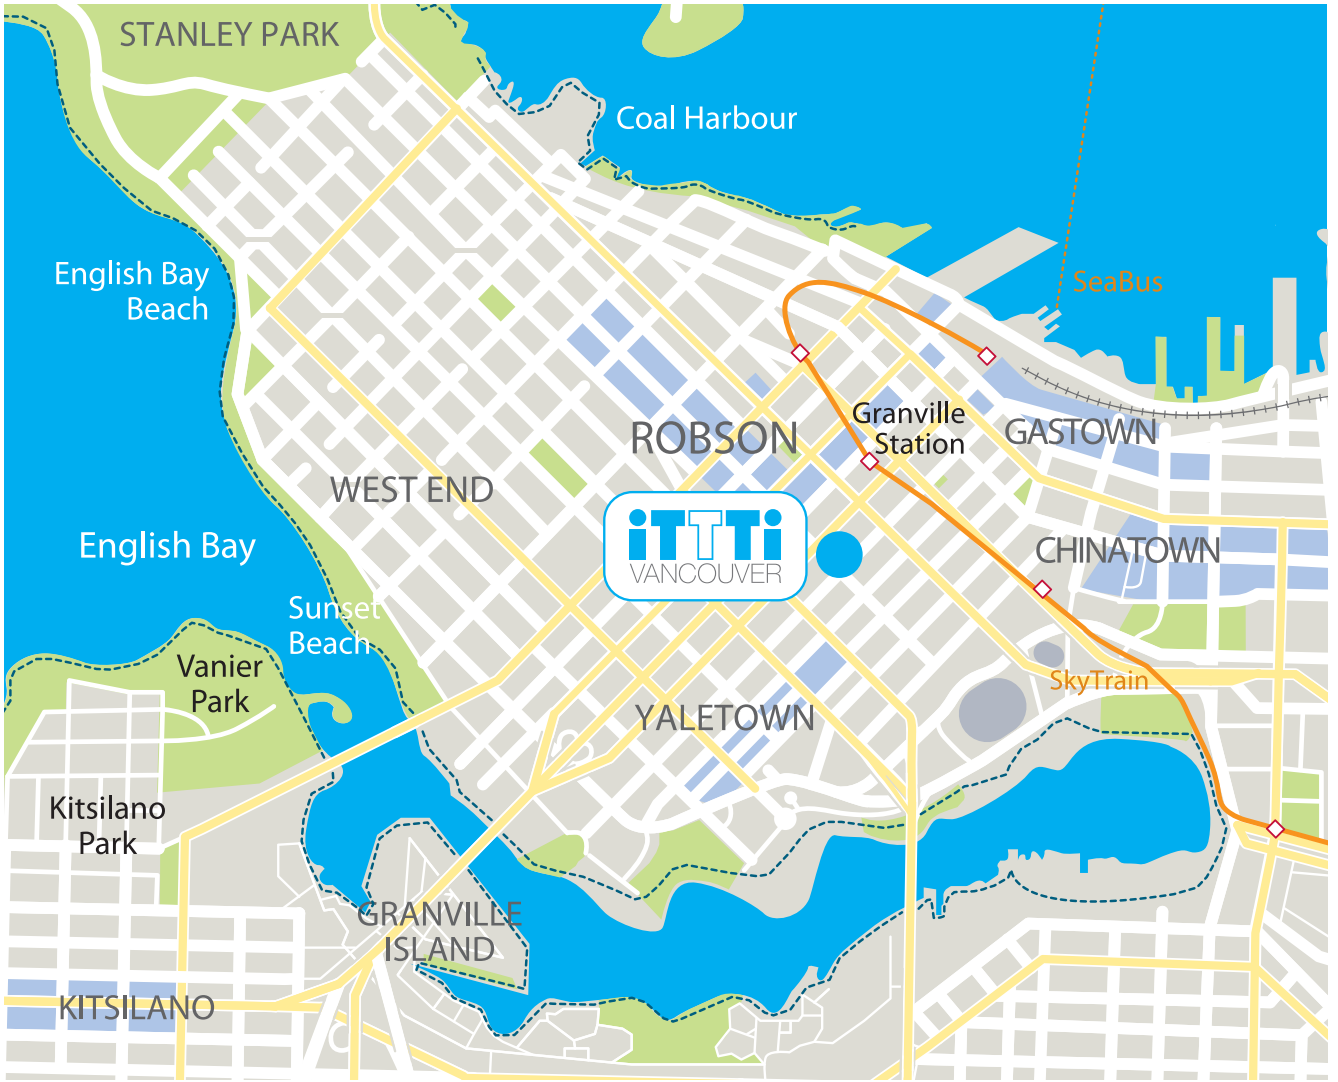 STANLEY PARK
Coal Harbour
English Bay
Beach
SeaBus
Granville
Station
ROBSON
GASTOWN
WEST END
iTTTi
VANCOUVER
English Bay
CHINATOWN
Sunset
Beach
Vanier
Park
SkyTrain
YALETOWN
Kitsilano
Park
GRANVILLE
ISLAND
KITSILANO